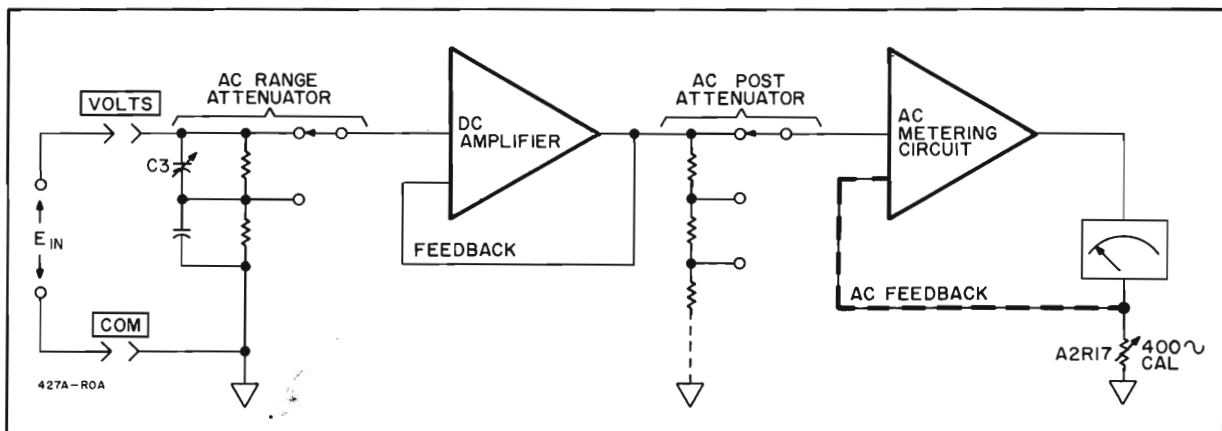 VOLTS
AC RANGE
ATTENUATOR
C3
E IN
COM
427A-ROA
DC
AMPLIFIER
FEEDBACK
AC POST
ATTENUATOR
AC
METERING
CIRCUIT
AC FEEDBACK
A2R17
400~
CAL